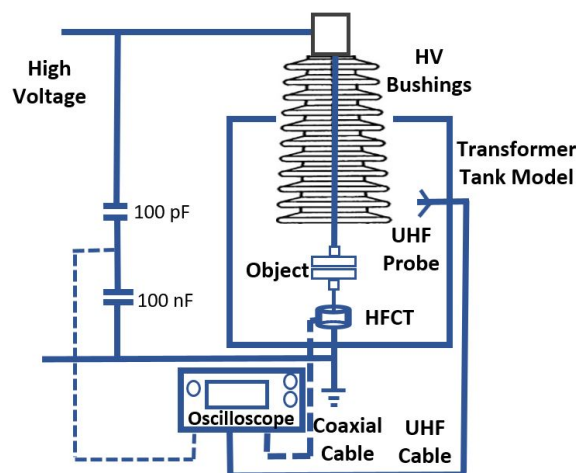 High
Voltage
HV
Bushings
Transformer
Tank Model
100 pF
UHF
Probe
Object
100 nF
HFCT
Oscilloscope
Coaxial
Cable
UHF
Cable